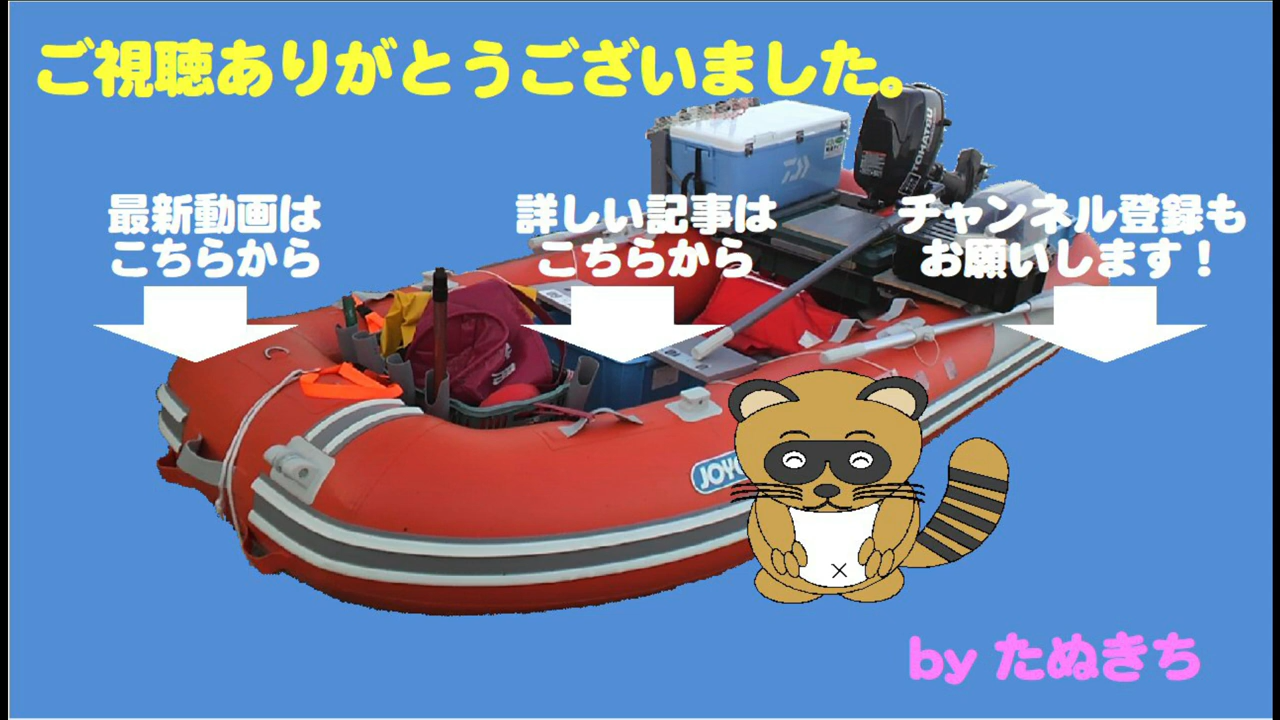 ご視聴ありがとうございました。
最新動画は
こちらから
詳しい記事は
こちらから
チャンネル登録も
お願いします！
TOHATSU
by たぬきち